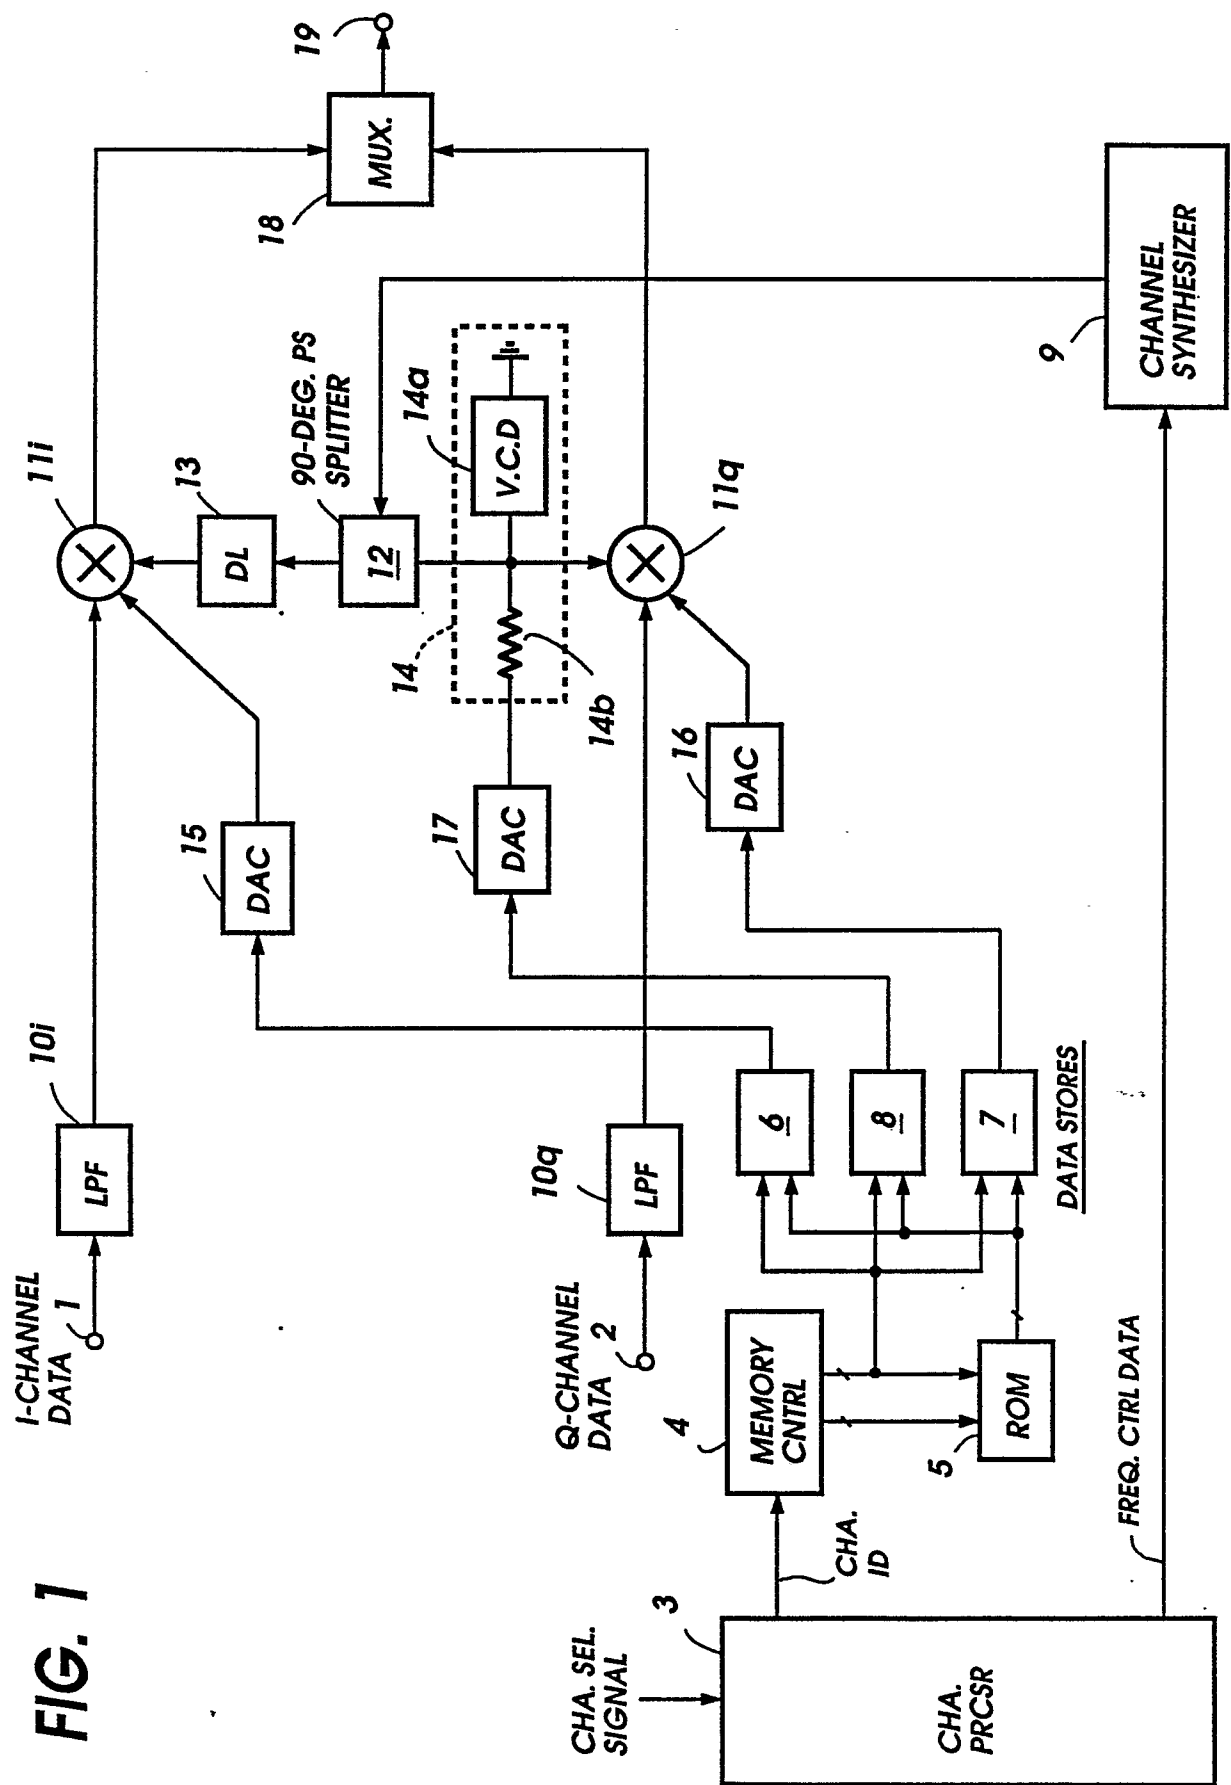 FIG. 1
I-CHANNEL
DATA
1
LPF
10i
11i
Q-CHANNEL
DATA
2
LPF
10q
11q
DAC
15
DL
13
90-DEG. PS
SPLITTER
12
14
14a
V.C.D
14b
DAC
17
DAC
16
MUX.
18
19
CHA. SEL.
SIGNAL
3
CHA.
PRCSR
CHA.
ID
4
MEMORY
CNTRL
5
ROM
6
8
7
DATA STORES
FREQ. CTRL DATA
9
CHANNEL
SYNTHESIZER